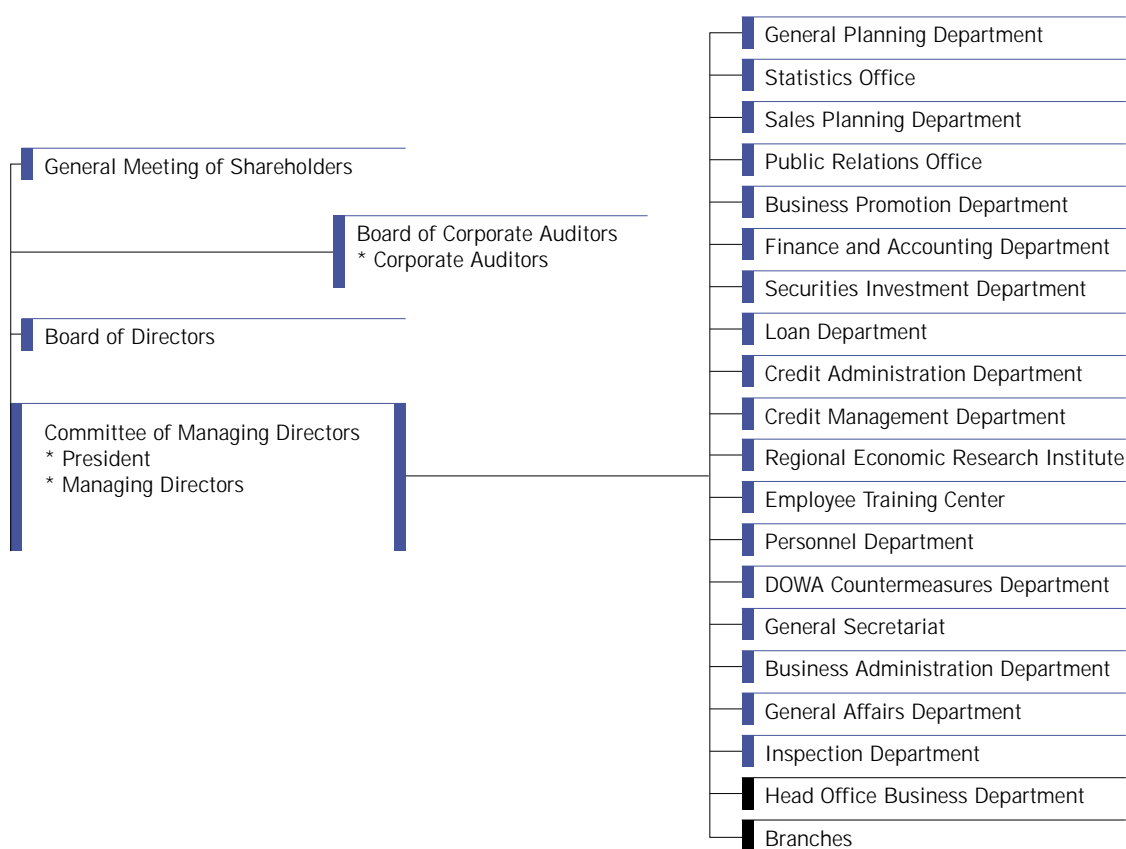 General Meeting of Shareholders
Board of Corporate Auditors
* Corporate Auditors
Board of Directors
Committee of Managing Directors
* President
* Managing Directors
General Planning Department
Statistics Office
Sales Planning Department
Public Relations Office
Business Promotion Department
Finance and Accounting Department
Securities Investment Department
Loan Department
Credit Administration Department
Credit Management Department
Regional Economic Research Institute
Employee Training Center
Personnel Department
DOWA Countermeasures Department
General Secretariat
Business Administration Department
General Affairs Department
Inspection Department
Head Office Business Department
Branches